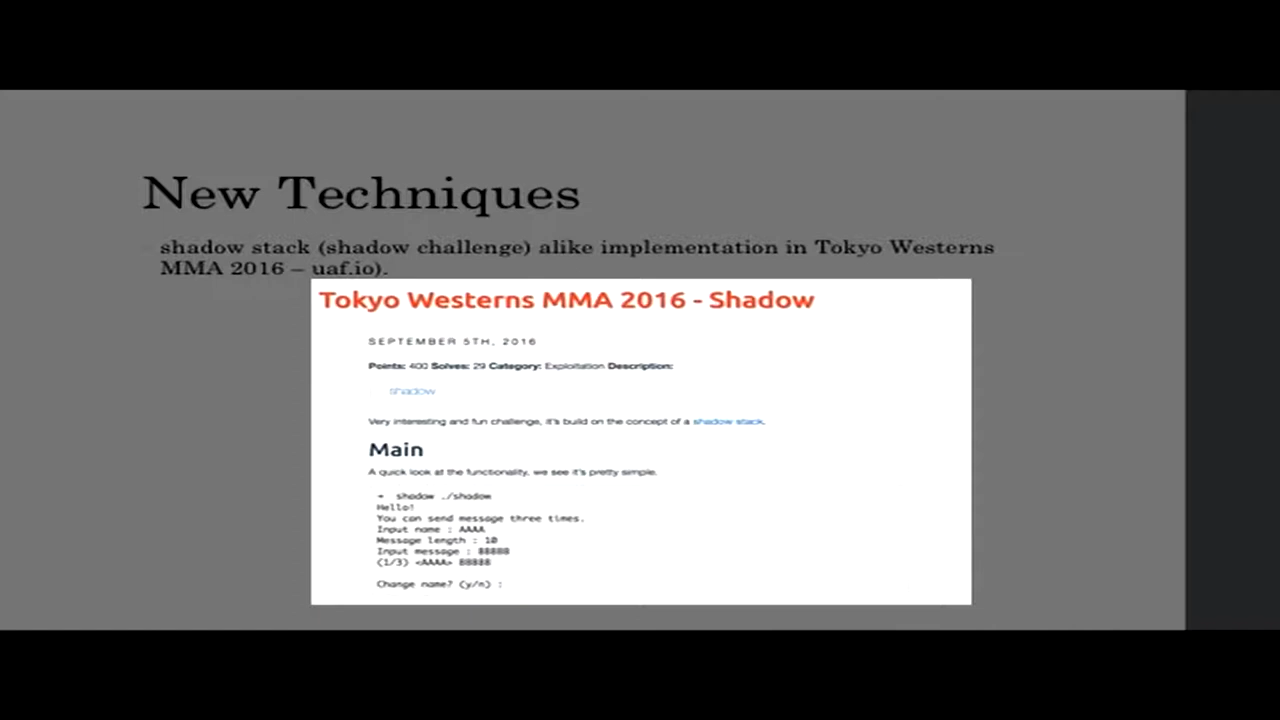 New Techniques
shadow stack (shadow challenge) alike implementation in Tokyo Westerns
MMA 2016 – uaf.io).
Tokyo Westerns MMA 2016 - Shadow
SEPTEMBER 5TH, 2016
Points: 400 Solves: 29 Category: Exploitation Description:
shadow
Very interesting and fun challenge, it's build on the concept of a shadow stack.
Main
A quick look at the functionality, we see it's pretty simple.
➜ shadow ./shadow
Hello!
You can send message three times.
Input name : AAAA
Message length : 10
Input message : BBBBB
(1/3) <AAAA> BBBBB
Change name? (y/n) :